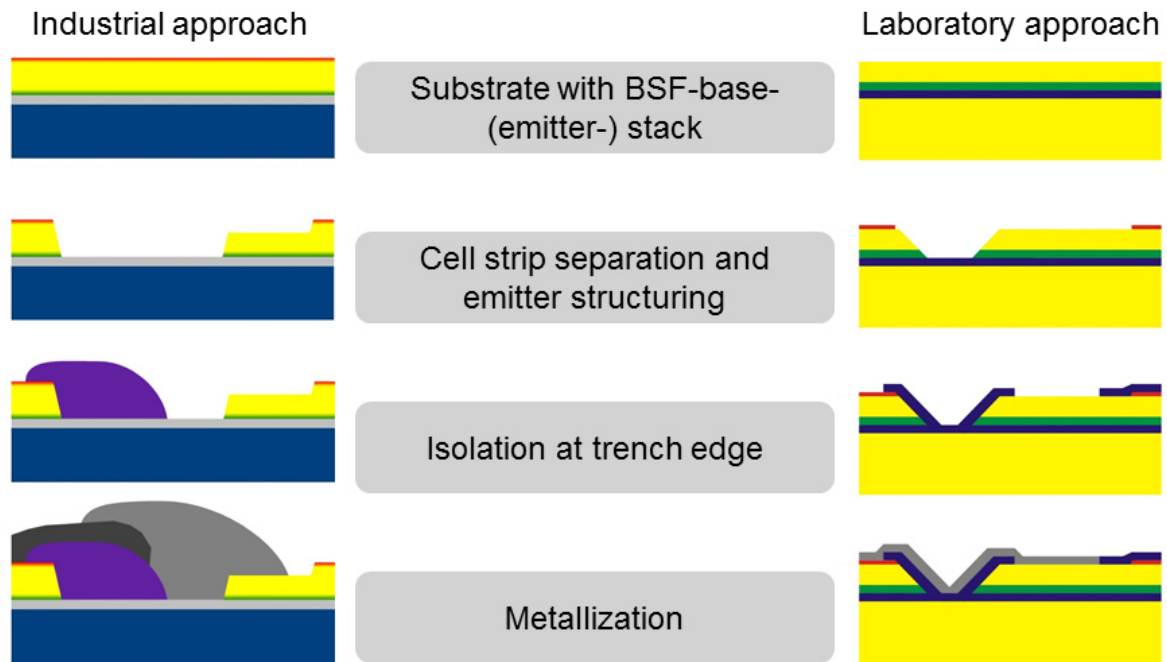 Industrial approach
Laboratory approach
Substrate with BSF-base-
(emitter-) stack
Cell strip separation and
emitter structuring
Isolation at trench edge
Metallization